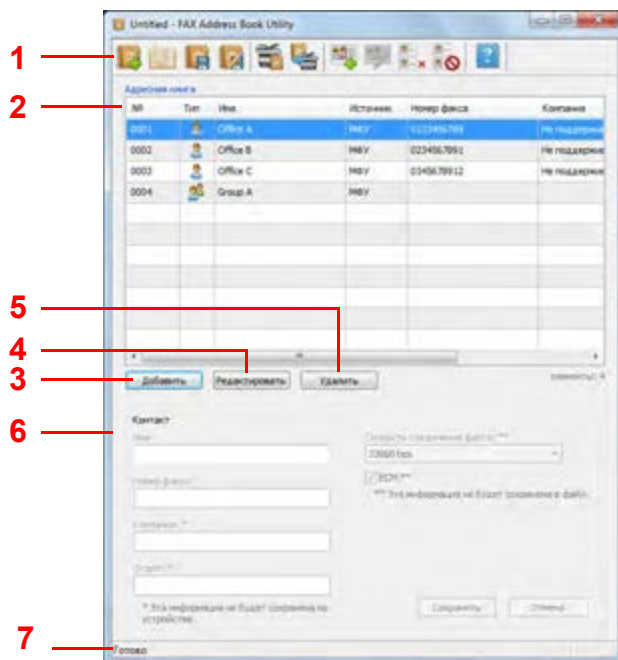 Untitled - FAX Address Book Utility
1
2
Адресная книга
№ Тип Имя Источник Номер факса Компания
0001 Office A МФУ 0123456789 Не поддержив
0002 Office B МФУ 0234567891 Не поддержив
0003 Office C МФУ 0345678912 Не поддержив
0004 Group A МФУ
5
4
3
Добавить Редактировать Удалить
6
Контакт
Имя
Скорость соединения факса: **
33600 bps
Номер факса
ECM **
** Эта информация не будет сохранена в файл.
Компания: *
Отдел: *
* Эта информация не будет сохранена на
устройстве.
Сохранить Отмена
7
Готово